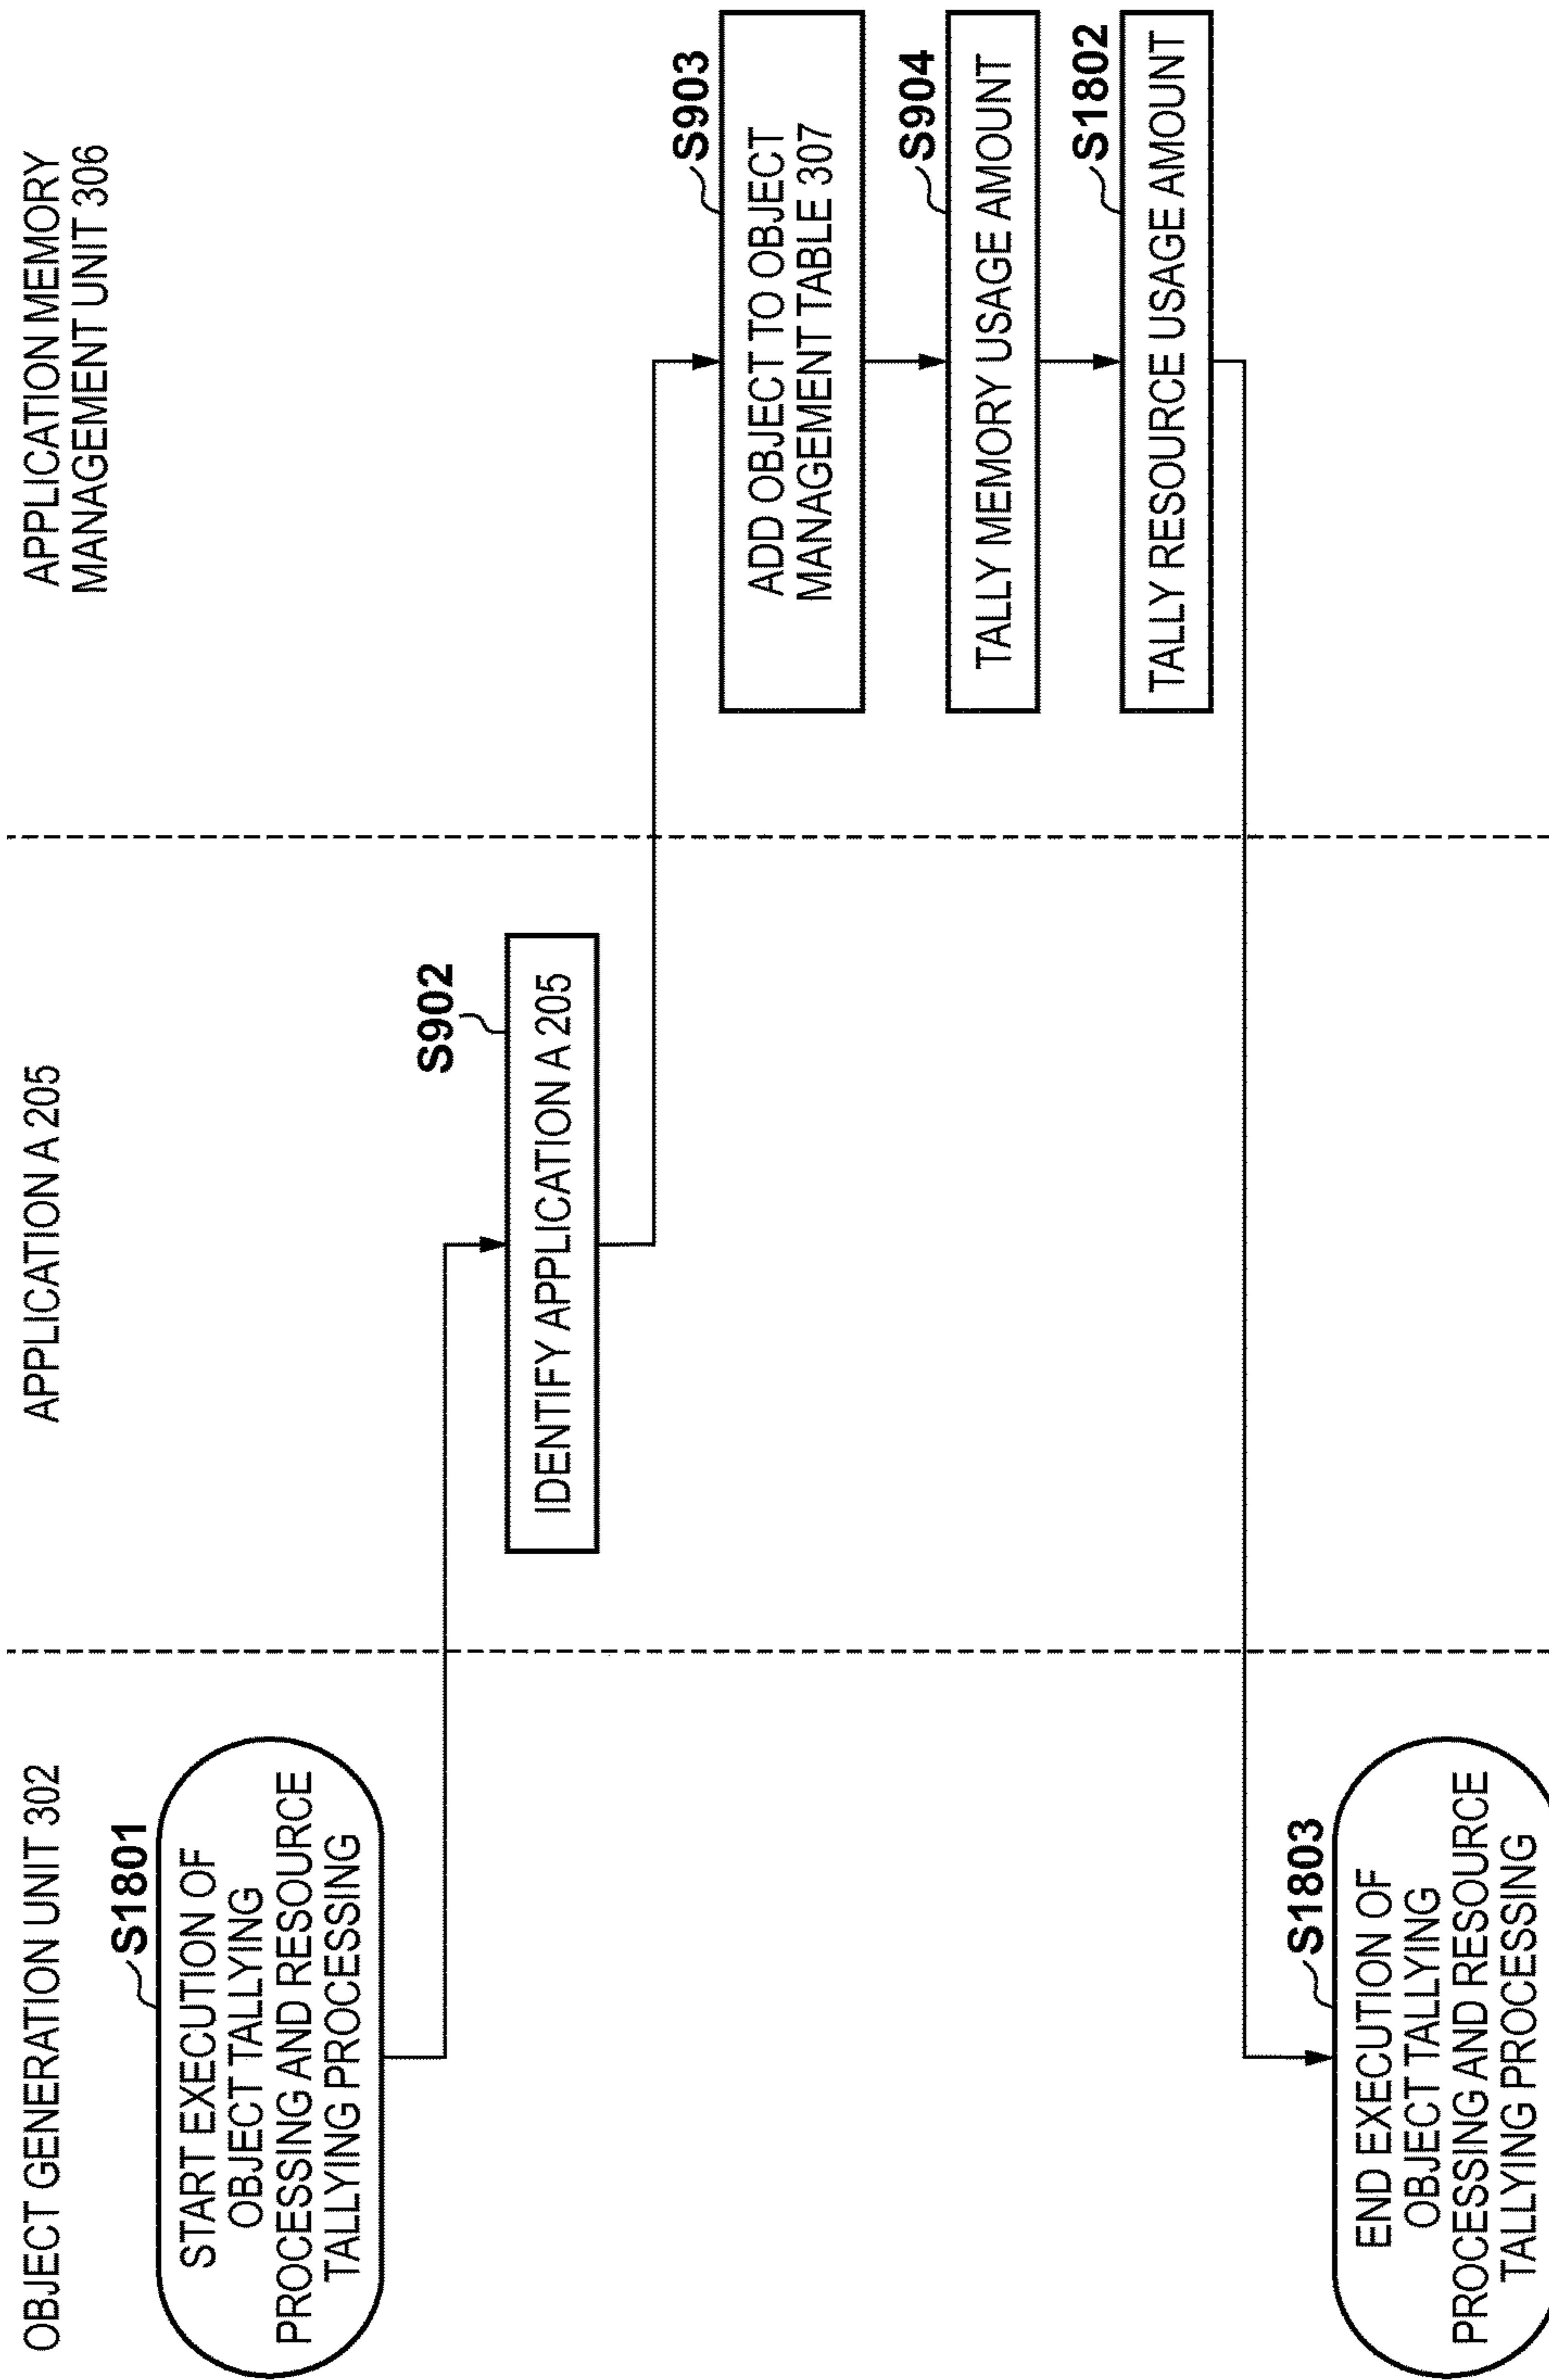 OBJECT GENERATION UNIT 302
APPLICATION A 205
APPLICATION MEMORY
MANAGEMENT UNIT 306
S1801
START EXECUTION OF
OBJECT TALLYING
PROCESSING AND RESOURCE
TALLYING PROCESSING
S902
IDENTIFY APPLICATION A 205
S903
ADD OBJECT TO OBJECT
MANAGEMENT TABLE 307
S904
TALLY MEMORY USAGE AMOUNT
S1802
TALLY RESOURCE USAGE AMOUNT
S1803
END EXECUTION OF
OBJECT TALLYING
PROCESSING AND RESOURCE
TALLYING PROCESSING